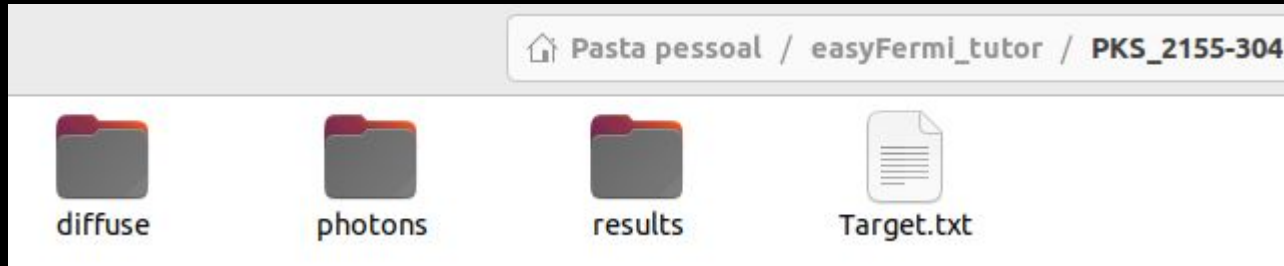 Pasta pessoal / easyFermi_tutor / PKS_2155-304
diffuse photons results Target.txt